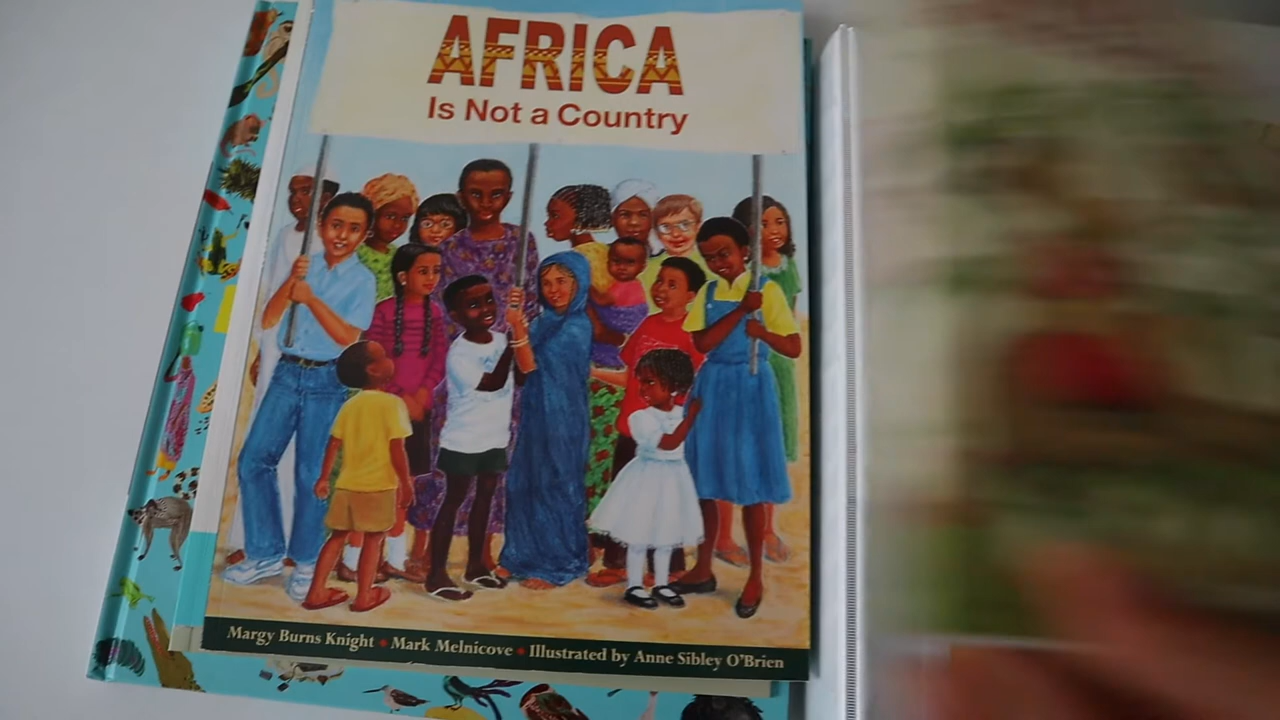 AFRICA
Is Not a Country
Margy Burns Knight • Mark Melnicove • Illustrated by Anne Sibley O'Brien